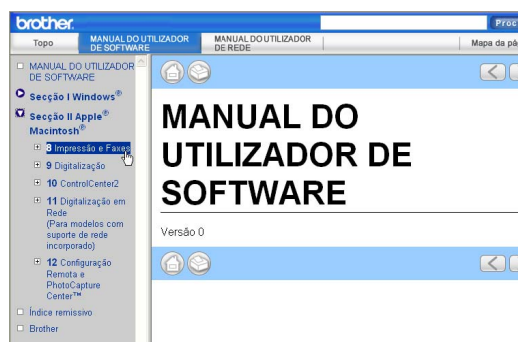 brother.
Topo
MANUAL DO UTILIZADOR
DE SOFTWARE
MANUAL DO UTILIZADOR
DE REDE
Mapa da
MANUAL DO UTILIZADOR
DE SOFTWARE
Secção I Windows®
Secção II Apple®
Macintosh®
8 Impressão e Faxes
9 Digitalização
10 ControlCenter2
11 Digitalização em
Rede
(Para modelos com
suporte de rede
incorporado)
12 Configuração
Remota e
PhotoCapture
Center™
Índice remissivo
Brother
MANUAL DO
UTILIZADOR DE
SOFTWARE
Versão 0